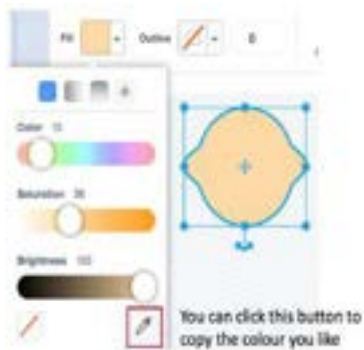 Fill
Outline
0
Color
Saturation
Brightness 100
You can click this button to
copy the colour you like